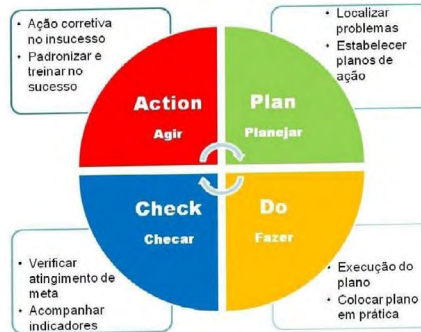 • Ação corretiva
no insucesso
• Padronizar e
treinar no
sucesso
• Localizar
problemas
• Estabelecer
planos de
ação
Action
Agir
Plan
Planejar
Check
Checar
Do
Fazer
• Verificar
atingimento de
meta
• Acompanhar
indicadores
• Execução do
plano
• Colocar plano
em prática